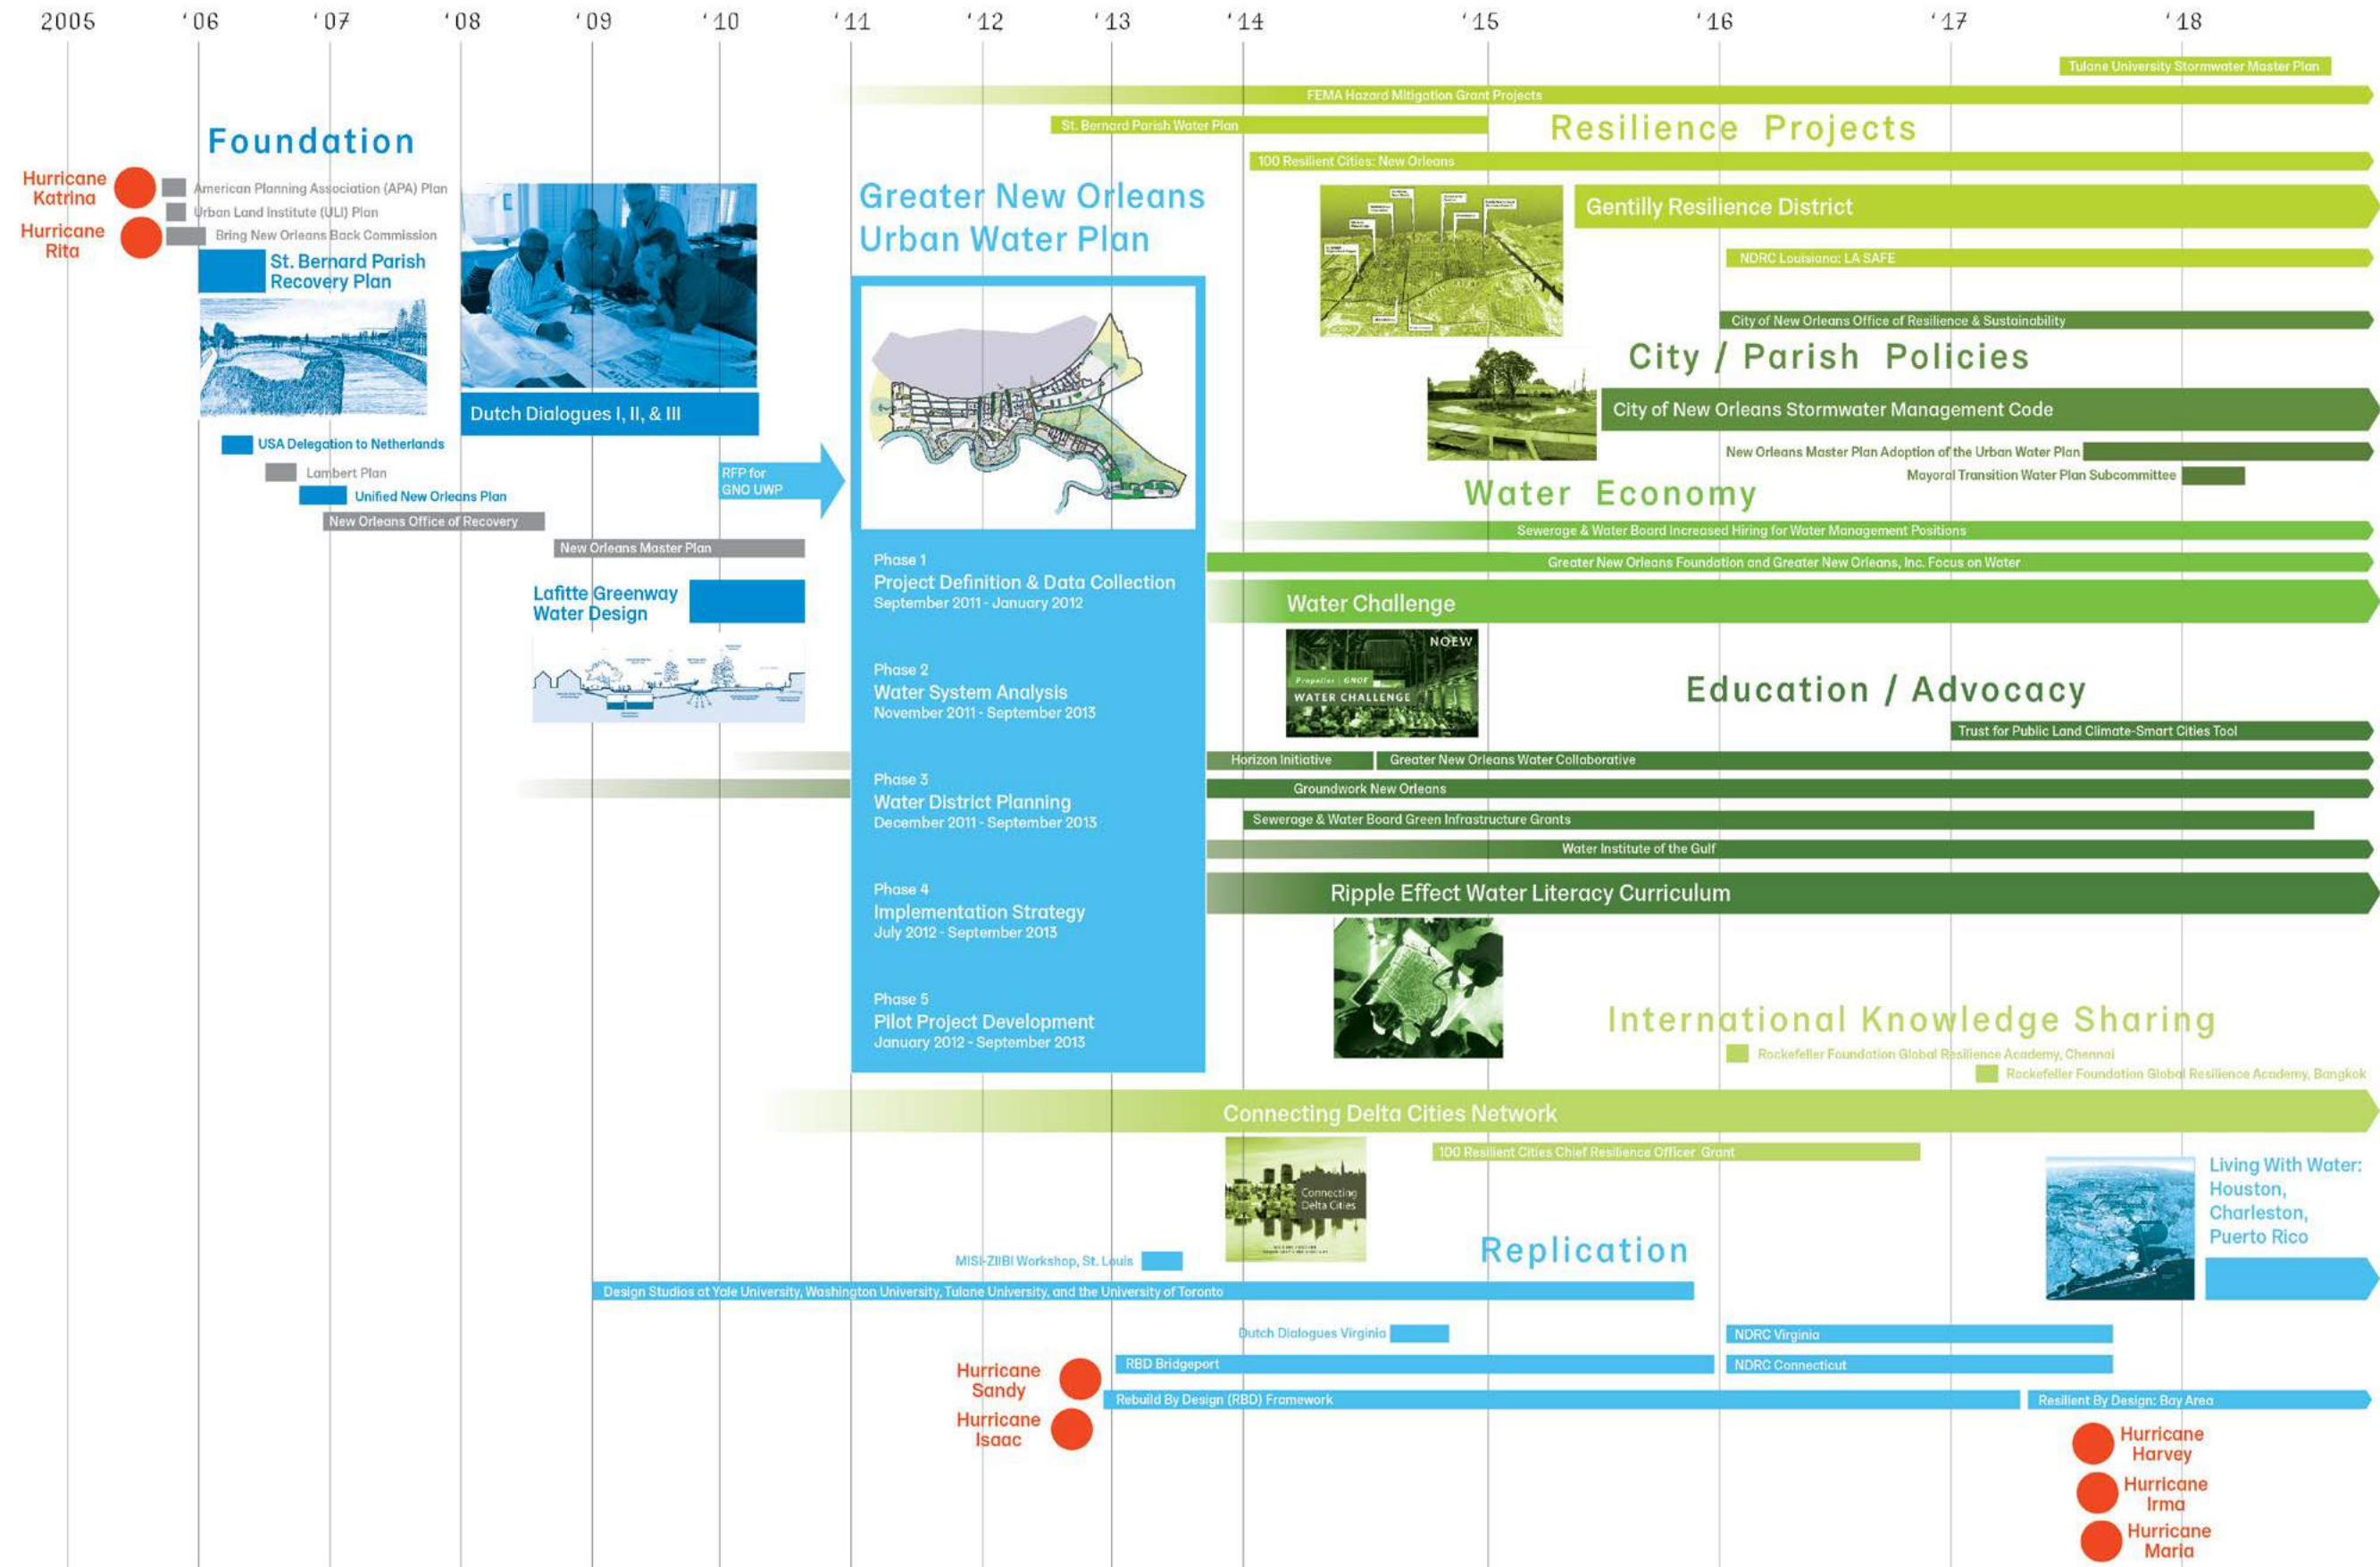 2005 '06 '07 '08 '09 '10 '11 '12 '13 '14 '15 '16 '17 '18
Tulane University Stormwater Master Plan
FEMA Hazard Mitigation Grant Projects
St. Bernard Parish Water Plan
Resilience Projects
100 Resilient Cities: New Orleans
Gentilly Resilience District
NDRC Louisiana: LA SAFE
Foundation
Hurricane
Katrina
American Planning Association (APA) Plan
Urban Land Institute (ULI) Plan
Hurricane
Rita
Bring New Orleans Back Commission
St. Bernard Parish
Recovery Plan
Dutch Dialogues I, II, & III
USA Delegation to Netherlands
Lambert Plan
Unified New Orleans Plan
New Orleans Office of Recovery
New Orleans Master Plan
Lafitte Greenway
Water Design
RFP for
GNO UWP
Greater New Orleans
Urban Water Plan
Phase 1
Project Definition & Data Collection
September 2011 - January 2012
Phase 2
Water System Analysis
November 2011 - September 2013
Phase 3
Water District Planning
December 2011 - September 2013
Phase 4
Implementation Strategy
July 2012 - September 2013
Phase 5
Pilot Project Development
January 2012 - September 2013
City of New Orleans Office of Resilience & Sustainability
City / Parish Policies
City of New Orleans Stormwater Management Code
New Orleans Master Plan Adoption of the Urban Water Plan
Mayoral Transition Water Plan Subcommittee
Water Economy
Sewerage & Water Board Increased Hiring for Water Management Positions
Greater New Orleans Foundation and Greater New Orleans, Inc. Focus on Water
Water Challenge
NOEW
Propeller | GNOF
WATER CHALLENGE
Education / Advocacy
Trust for Public Land Climate-Smart Cities Tool
Horizon Initiative
Greater New Orleans Water Collaborative
Groundwork New Orleans
Sewerage & Water Board Green Infrastructure Grants
Water Institute of the Gulf
Ripple Effect Water Literacy Curriculum
International Knowledge Sharing
Rockefeller Foundation Global Resilience Academy, Chennai
Rockefeller Foundation Global Resilience Academy, Bangkok
Connecting Delta Cities Network
100 Resilient Cities Chief Resilience Officer Grant
Connecting
Delta Cities
Living With Water:
Houston,
Charleston,
Puerto Rico
Replication
MISI-ZIIBI Workshop, St. Louis
Design Studios at Yale University, Washington University, Tulane University, and the University of Toronto
Dutch Dialogues Virginia
NDRC Virginia
Hurricane
Sandy
RBD Bridgeport
NDRC Connecticut
Rebuild By Design (RBD) Framework
Resilient By Design: Bay Area
Hurricane
Isaac
Hurricane
Harvey
Hurricane
Irma
Hurricane
Maria